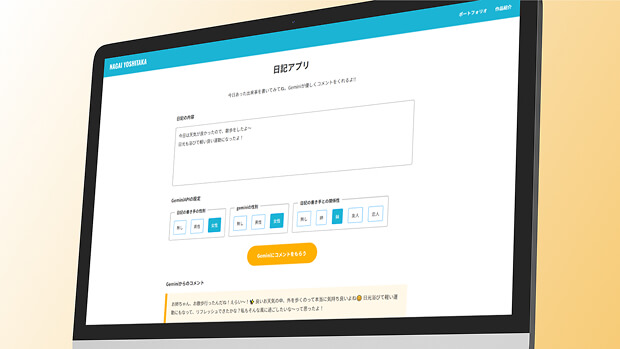 NAGAI YOSHITAKA
ポートフォリオ 作品紹介
日記アプリ
今日あった出来事を書いてみてね。Geminiが優しくコメントをくれるよ!!
日記の内容
今日は天気が良かったので、散歩をしたよ〜
日光も浴びて軽い良い運動になったよ！
GeminiAPIの設定
日記の書き手の性別
無し 男性 女性
geminiの性別
無し 男性 女性
日記の書き手との関係性
無し 姉 妹 友人 恋人
Geminiにコメントをもらう
Geminiからのコメント
お姉ちゃん、お散歩行ったんだね！えらい〜！🌿 良いお天気の中、外を歩くのって本当に気持ち良いよね😊 日光浴びて軽い運
動にもなって、リフレッシュできたかな？私もそんな風に過ごしたいな〜って思ったよ！